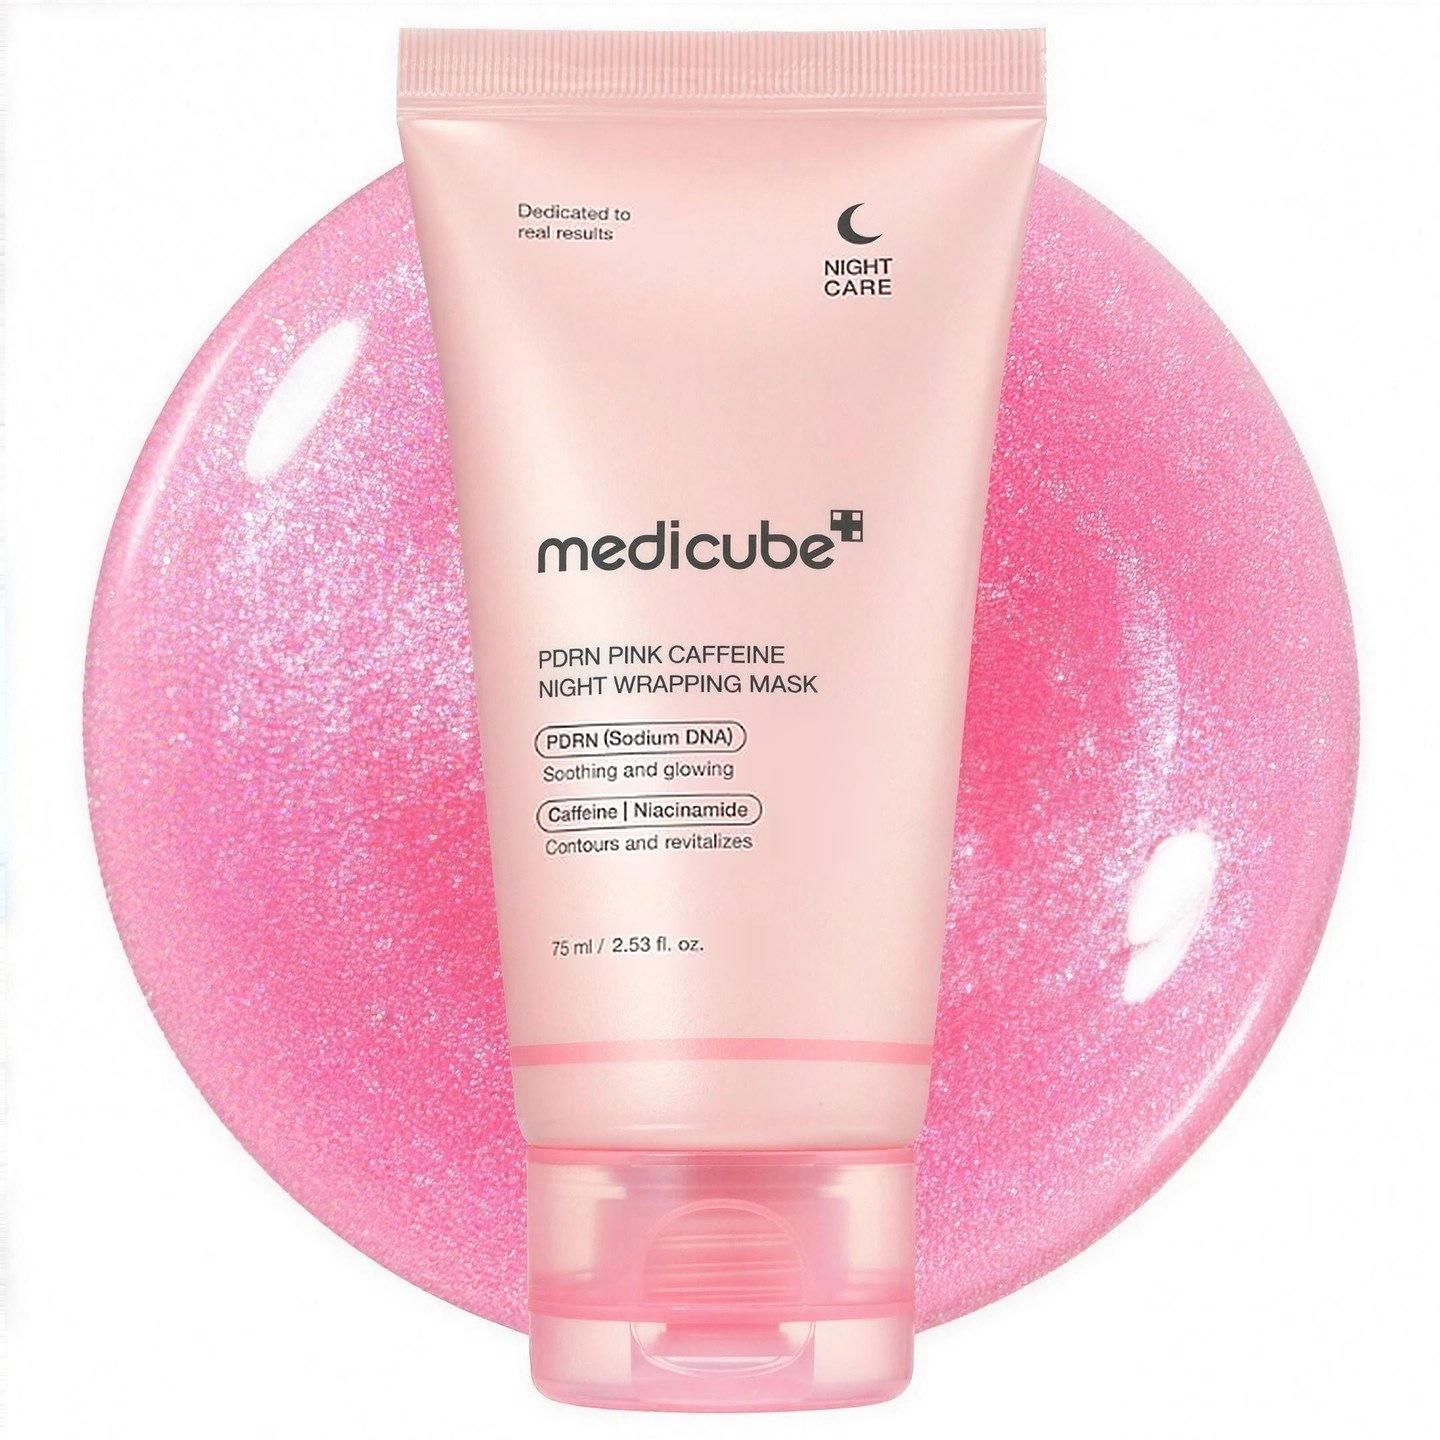 Dedicated to
real results
NIGHT
CARE
medicube
PDRN PINK CAFFEINE
NIGHT WRAPPING MASK
PDRN (Sodium DNA)
Soothing and glowing
Caffeine | Niacinamide
Contours and revitalizes
75 ml / 2.53 fl. oz.